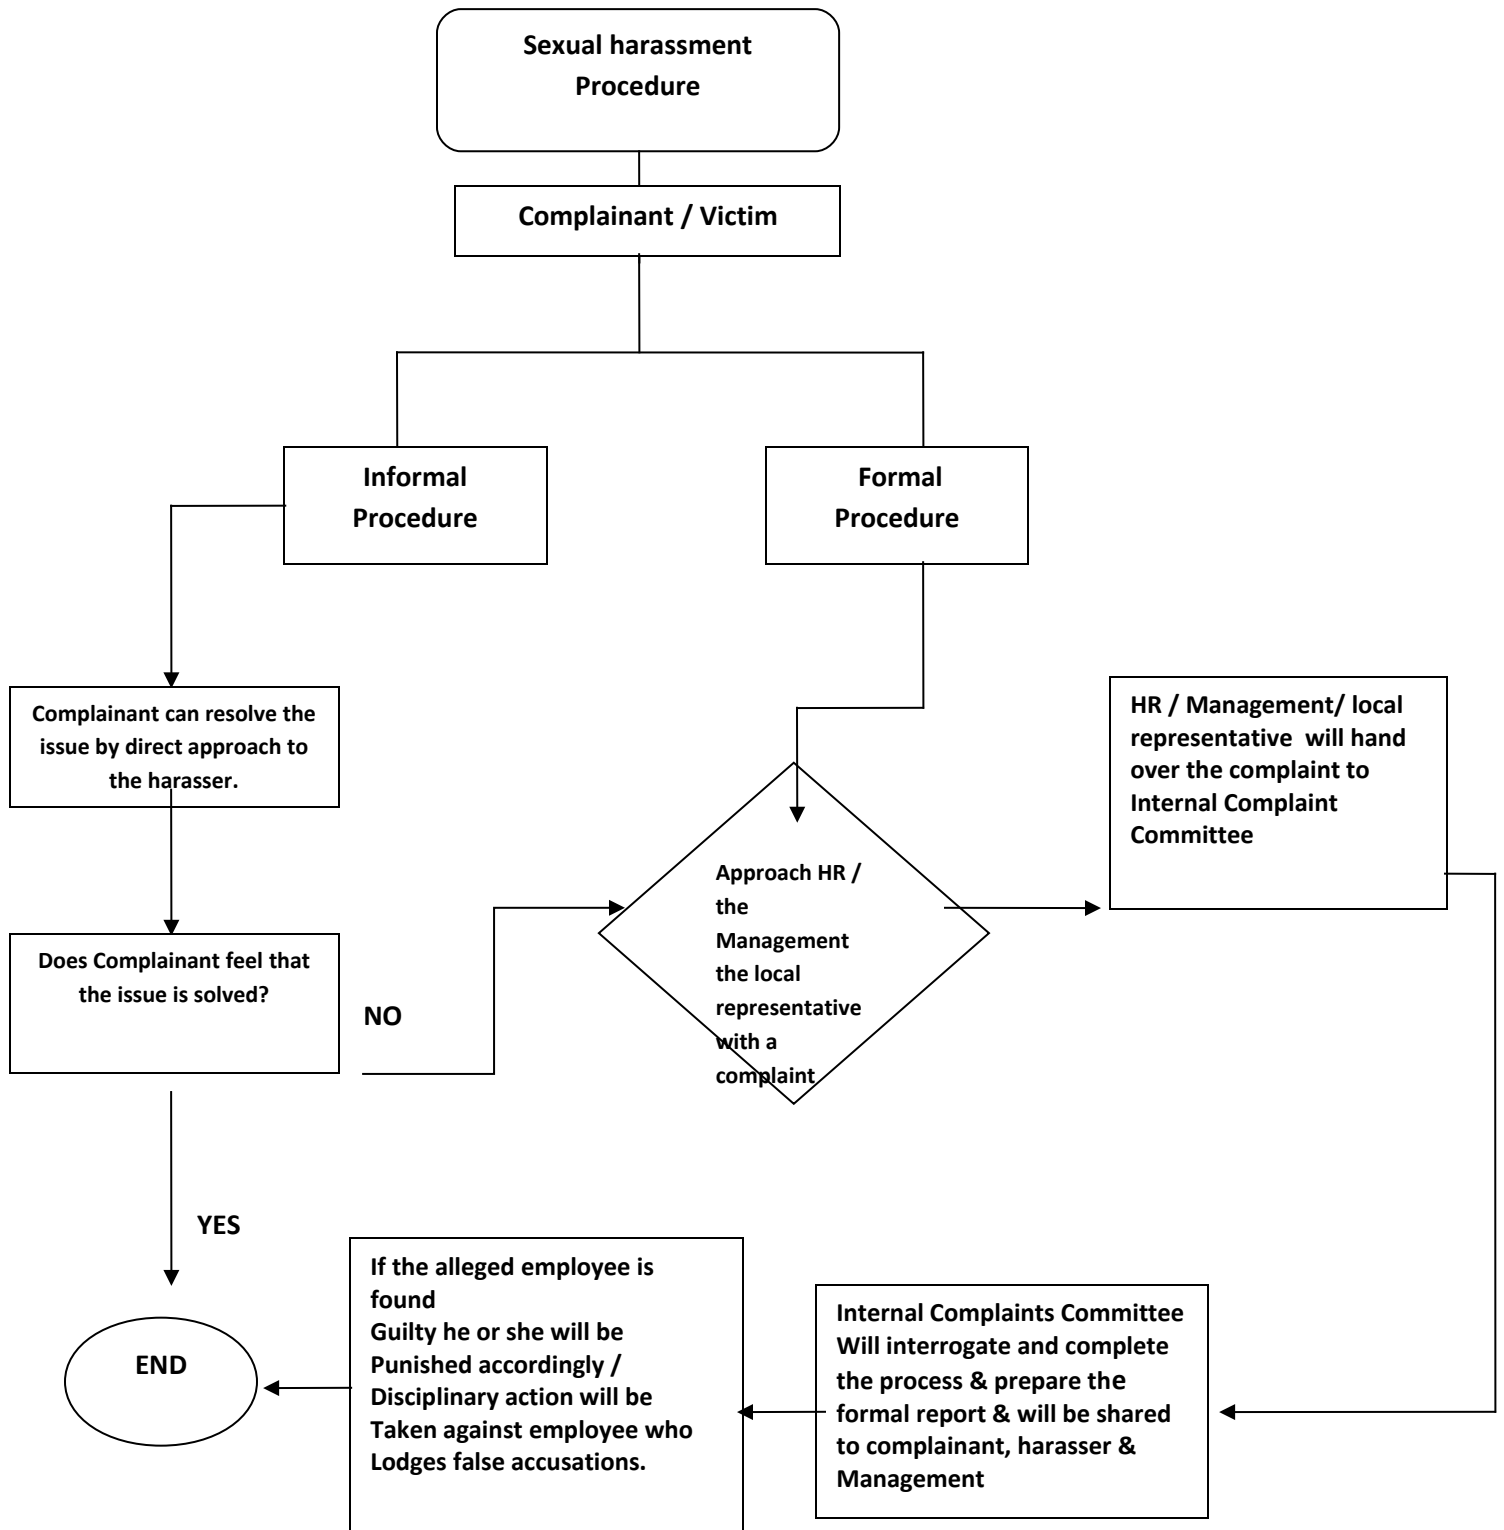 Sexual harassment
Procedure
Complainant / Victim
Informal
Procedure
Formal
Procedure
Complainant can resolve the
issue by direct approach to
the harasser.
HR / Management/ local
representative will hand
over the complaint to
Internal Complaint
Committee
Approach HR /
the
Management
the local
representative
with a
complaint
Does Complainant feel that
the issue is solved?
NO
YES
If the alleged employee is
found
Guilty he or she will be
Punished accordingly /
Disciplinary action will be
Taken against employee who
Lodges false accusations.
Internal Complaints Committee
Will interrogate and complete
the process & prepare the
formal report & will be shared
to complainant, harasser &
Management
END